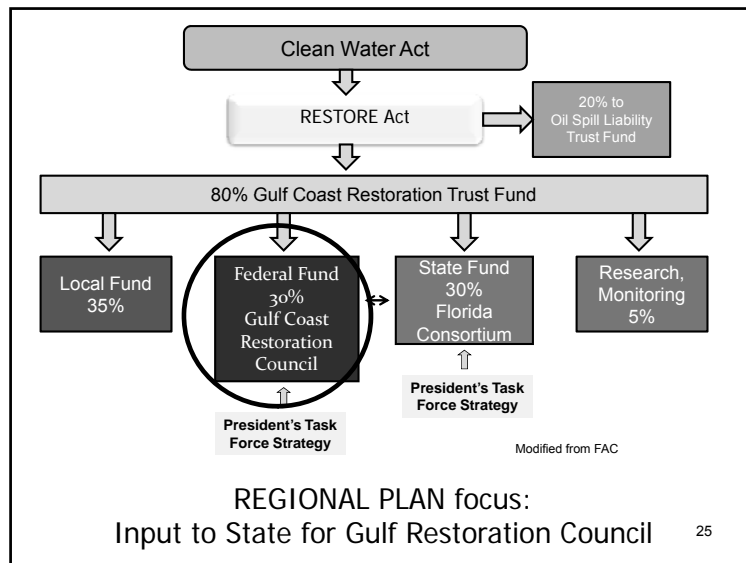 Clean Water Act
RESTORE Act
20% to
Oil Spill Liability
Trust Fund
80% Gulf Coast Restoration Trust Fund
Local Fund
35%
Federal Fund
30%
Gulf Coast
Restoration
Council
State Fund
30%
Florida
Consortium
Research,
Monitoring
5%
President's Task
Force Strategy
President's Task
Force Strategy
Modified from FAC
REGIONAL PLAN focus:
Input to State for Gulf Restoration Council
25